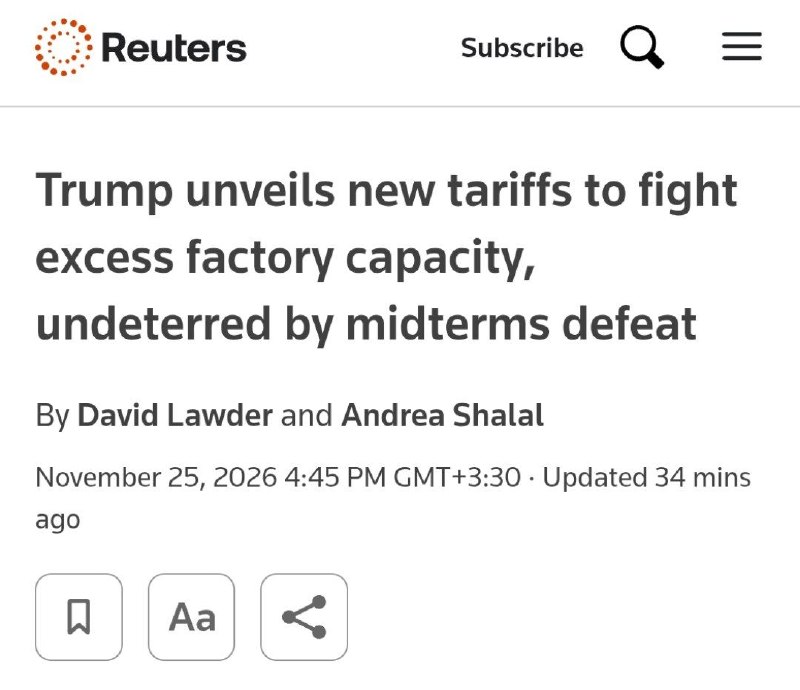 Reuters
Subscribe
Trump unveils new tariffs to fight
excess factory capacity,
undeterred by midterms defeat
By David Lawder and Andrea Shalal
November 25, 2026 4:45 PM GMT+3:30 · Updated 34 mins
ago
Aa